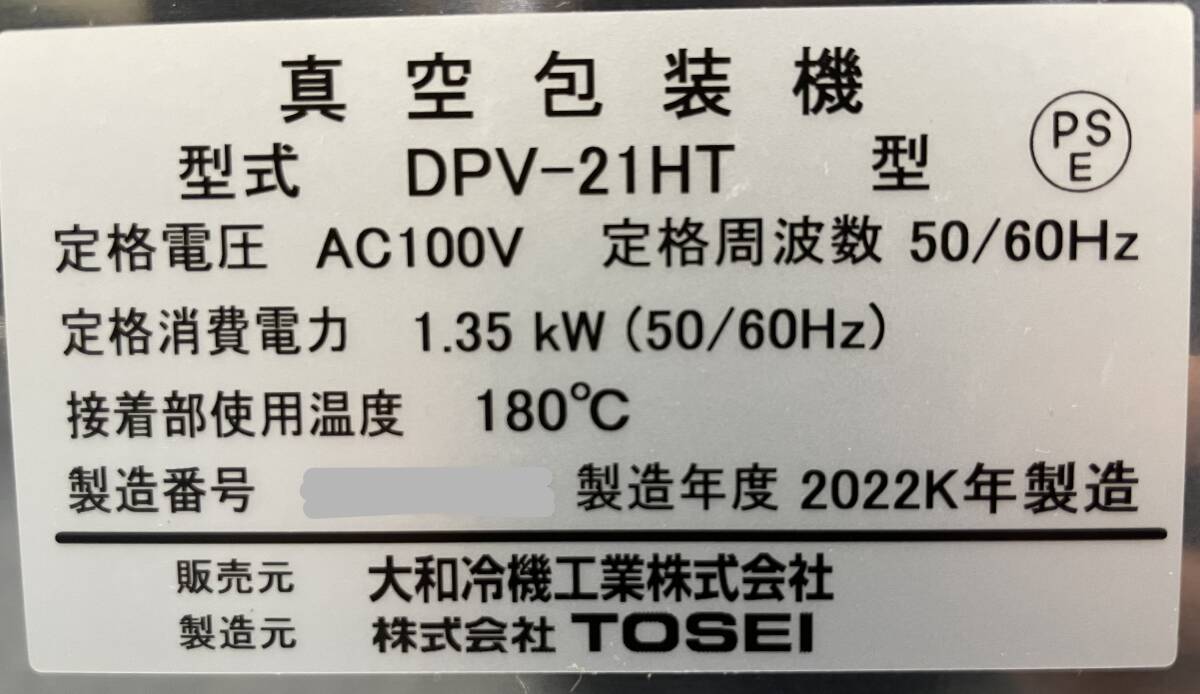 真空包装機
型式 DPV-21HT 型
PS
E
定格電圧 AC100V 定格周波数 50/60Hz
定格消費電力 1.35 kW (50/60Hz)
接着部使用温度 180℃
製造番号 製造年度 2022K年製造
販売元 大和冷機工業株式会社
製造元 株式会社 TOSEI